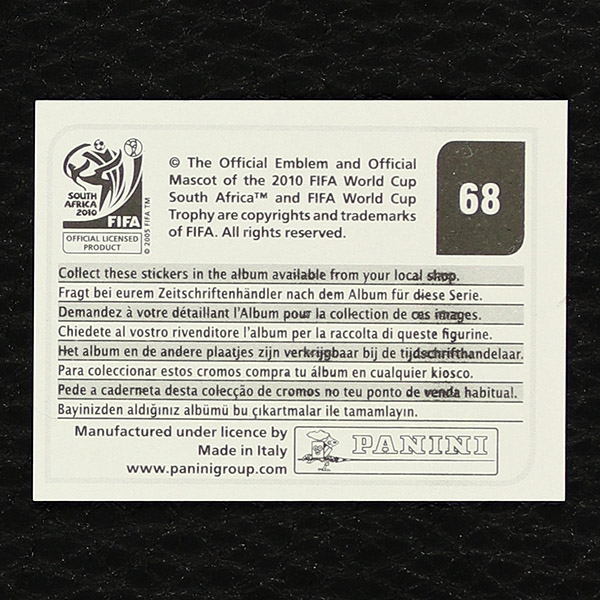 SOUTH
AFRICA
2010
FIFA
OFFICIAL LICENSED
PRODUCT
© 2005 FIFA TM
© The Official Emblem and Official
Mascot of the 2010 FIFA World Cup
South Africa™ and FIFA World Cup
Trophy are copyrights and trademarks
of FIFA. All rights reserved.
68
Collect these stickers in the album available from your local shop.
Fragt bei eurem Zeitschriftenhändler nach dem Album für diese Serie.
Demandez à votre détaillant l'Album pour la collection de ces images.
Chiedete al vostro rivenditore l'album per la raccolta di queste figurine.
Het album en de andere plaatjes zijn verkrijgbaar bij de tijdschrifthandelaar.
Para coleccionar estos cromos compra tu álbum en cualquier kiosco.
Pede a caderneta desta colecção de cromos no teu ponto de venda habitual.
Bayinizden aldığınız albümü bu çıkartmalar ile tamamlayın.
Manufactured under licence by
Made in Italy
www.paninigroup.com
PANINI